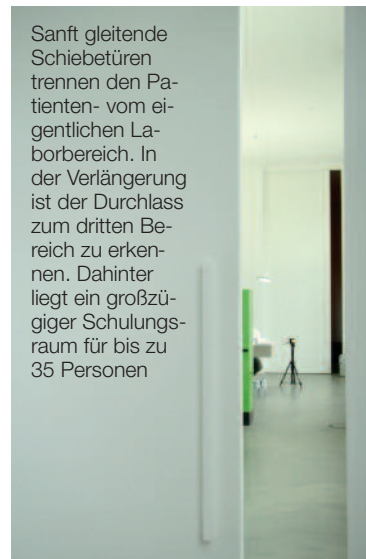 Sanft gleitende
Schiebetüren
trennen den Pa-
tienten- vom ei-
gentlichen La-
borbereich. In
der Verlängerung
ist der Durchlass
zum dritten Be-
reich zu erken-
nen. Dahinter
liegt ein großzü-
giger Schulungs-
raum für bis zu
35 Personen